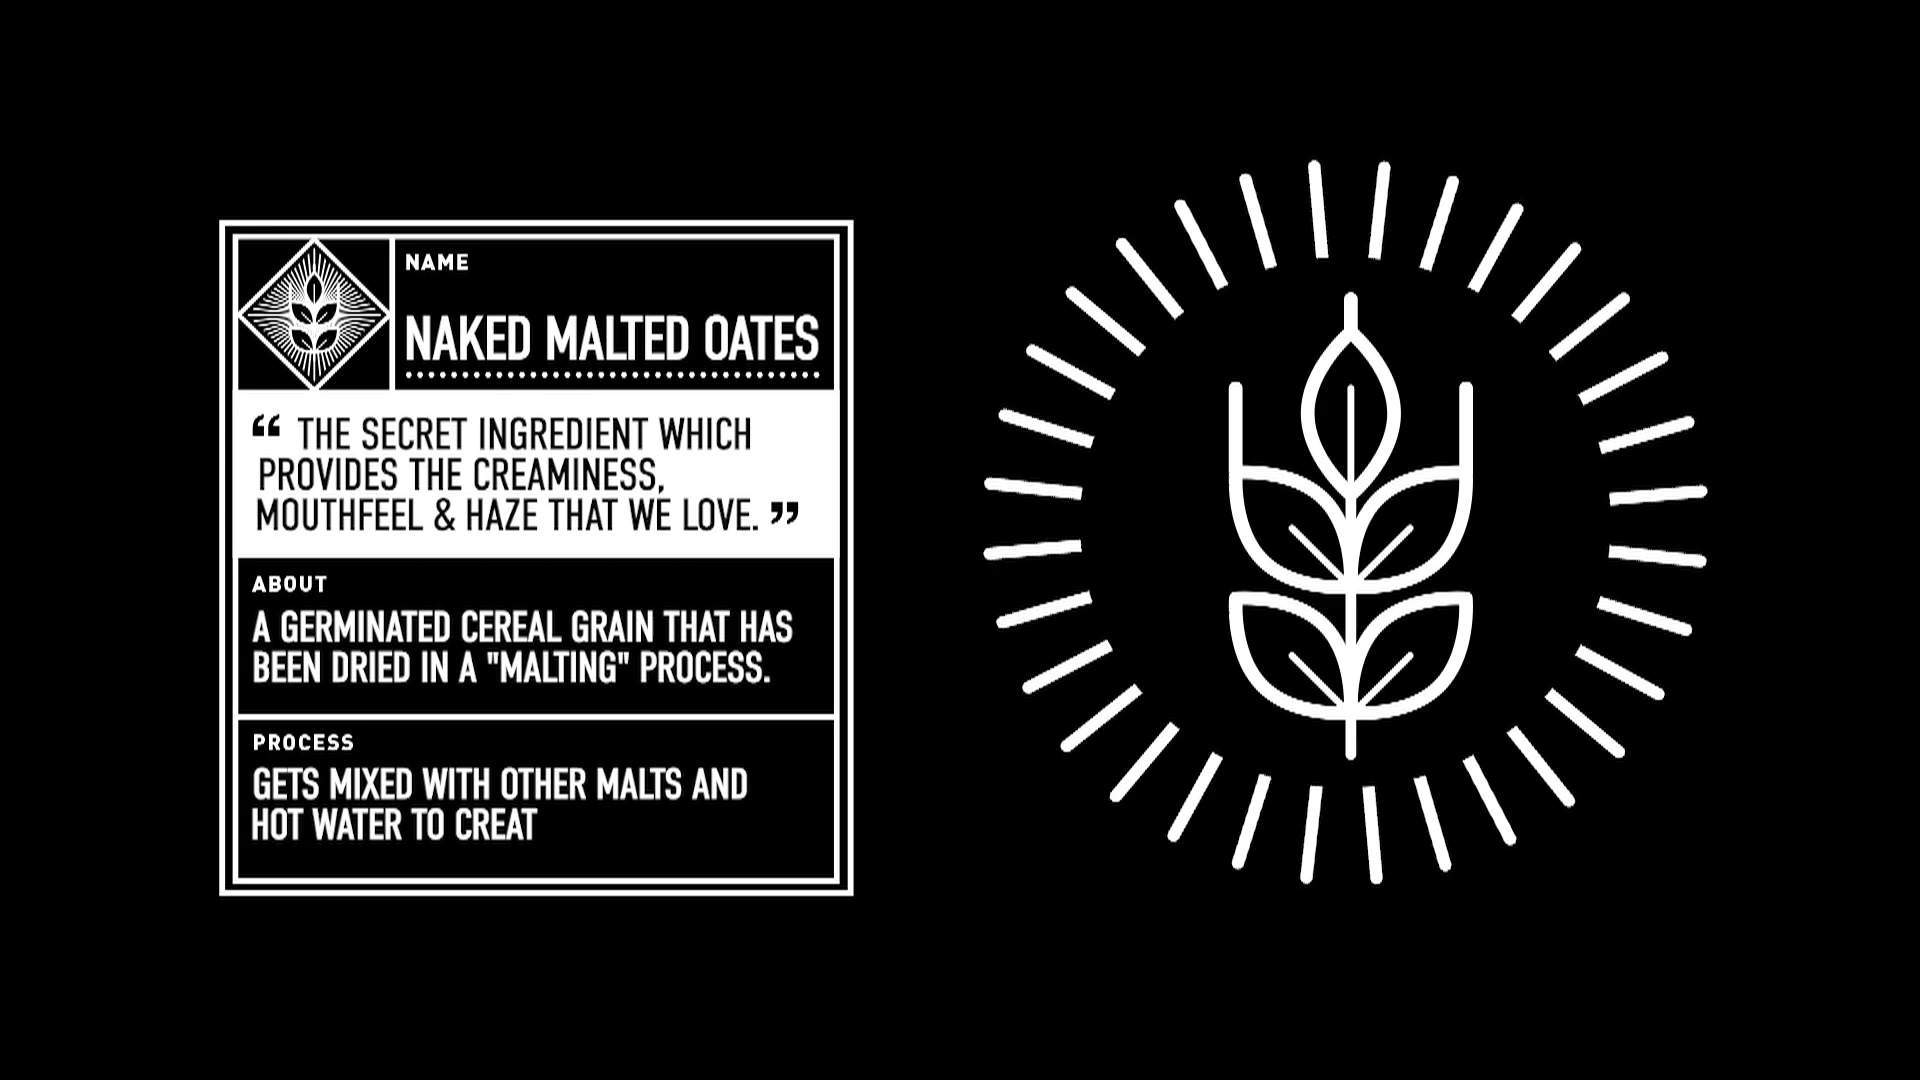 NAME
NAKED MALTED OATES
“ THE SECRET INGREDIENT WHICH
PROVIDES THE CREAMINESS,
MOUTHFEEL & HAZE THAT WE LOVE. ”
ABOUT
A GERMINATED CEREAL GRAIN THAT HAS
BEEN DRIED IN A "MALTING" PROCESS.
PROCESS
GETS MIXED WITH OTHER MALTS AND
HOT WATER TO CREAT